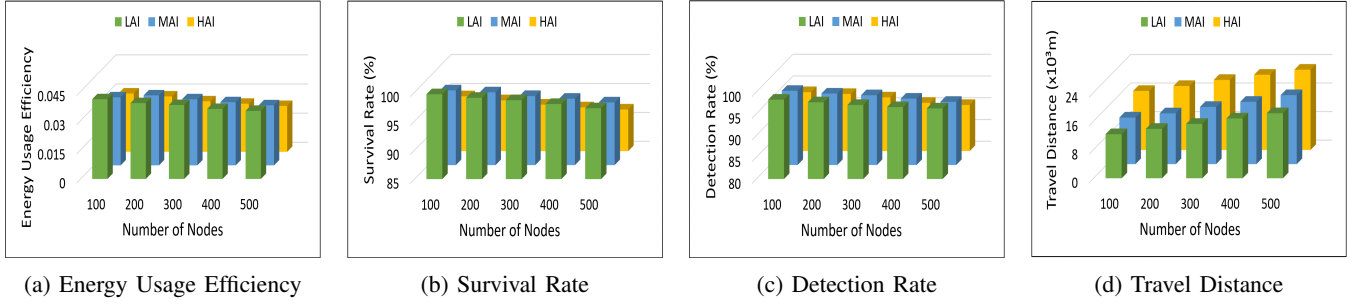 LAI MAI HAI
Energy Usage Efficiency
0.045
0.03
0.015
0
100 200 300 400 500
Number of Nodes
(a) Energy Usage Efficiency
LAI MAI HAI
Survival Rate (%)
100
95
90
85
100 200 300 400 500
Number of Nodes
(b) Survival Rate
LAI MAI HAI
Detection Rate (%)
100
95
90
85
80
100 200 300 400 500
Number of Nodes
(c) Detection Rate
LAI MAI HAI
Travel Distance (x10³m)
24
16
8
0
100 200 300 400 500
Number of Nodes
(d) Travel Distance